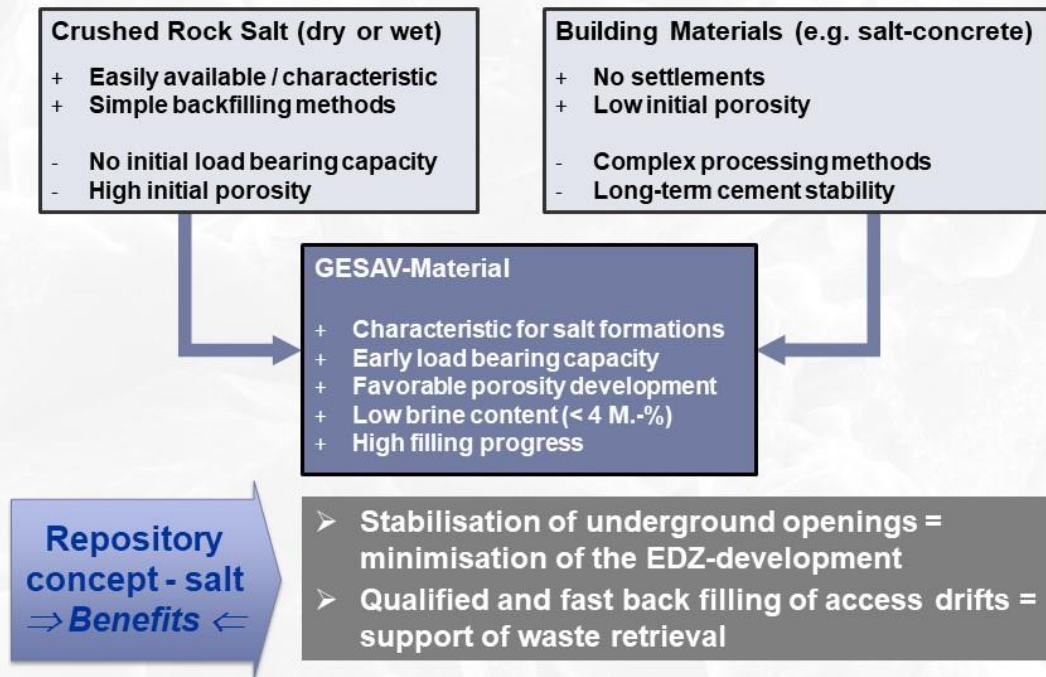 Crushed Rock Salt (dry or wet)
+ Easily available / characteristic
+ Simple backfilling methods
- No initial load bearing capacity
- High initial porosity
Building Materials (e.g. salt-concrete)
+ No settlements
+ Low initial porosity
- Complex processing methods
- Long-term cement stability
GESAV-Material
+ Characteristic for salt formations
+ Early load bearing capacity
+ Favorable porosity development
+ Low brine content (< 4 M.-%)
+ High filling progress
Repository
concept - salt
⇒ Benefits ⇐
➢ Stabilisation of underground openings =
minimisation of the EDZ-development
➢ Qualified and fast back filling of access drifts =
support of waste retrieval